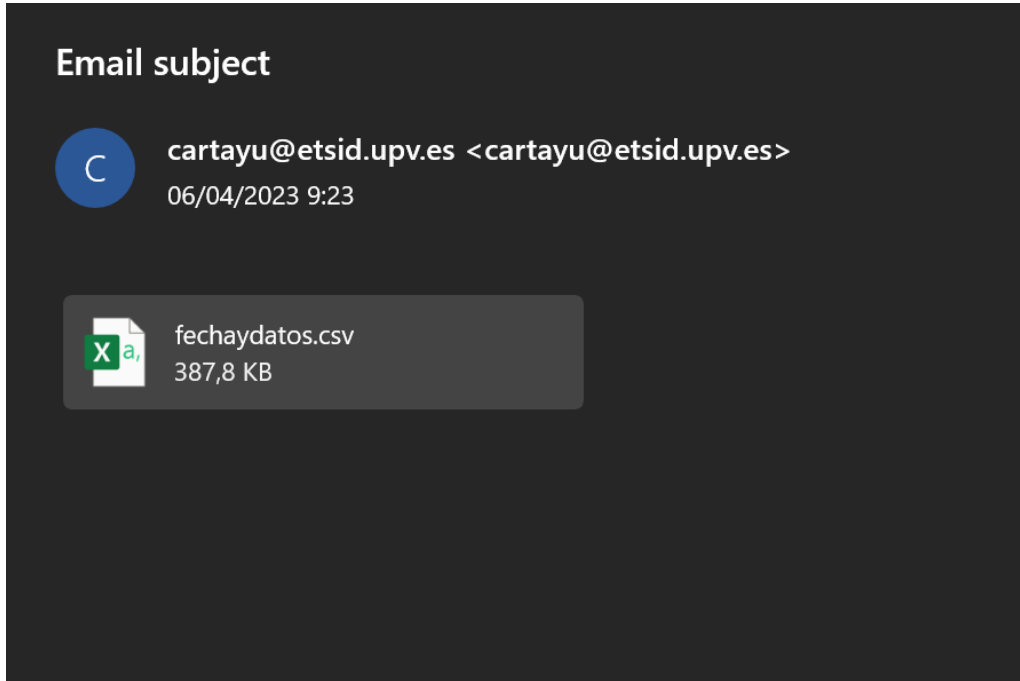 Email subject
C
cartayu@etsid.upv.es <cartayu@etsid.upv.es>
06/04/2023 9:23
X a,
fechaydatos.csv
387,8 KB